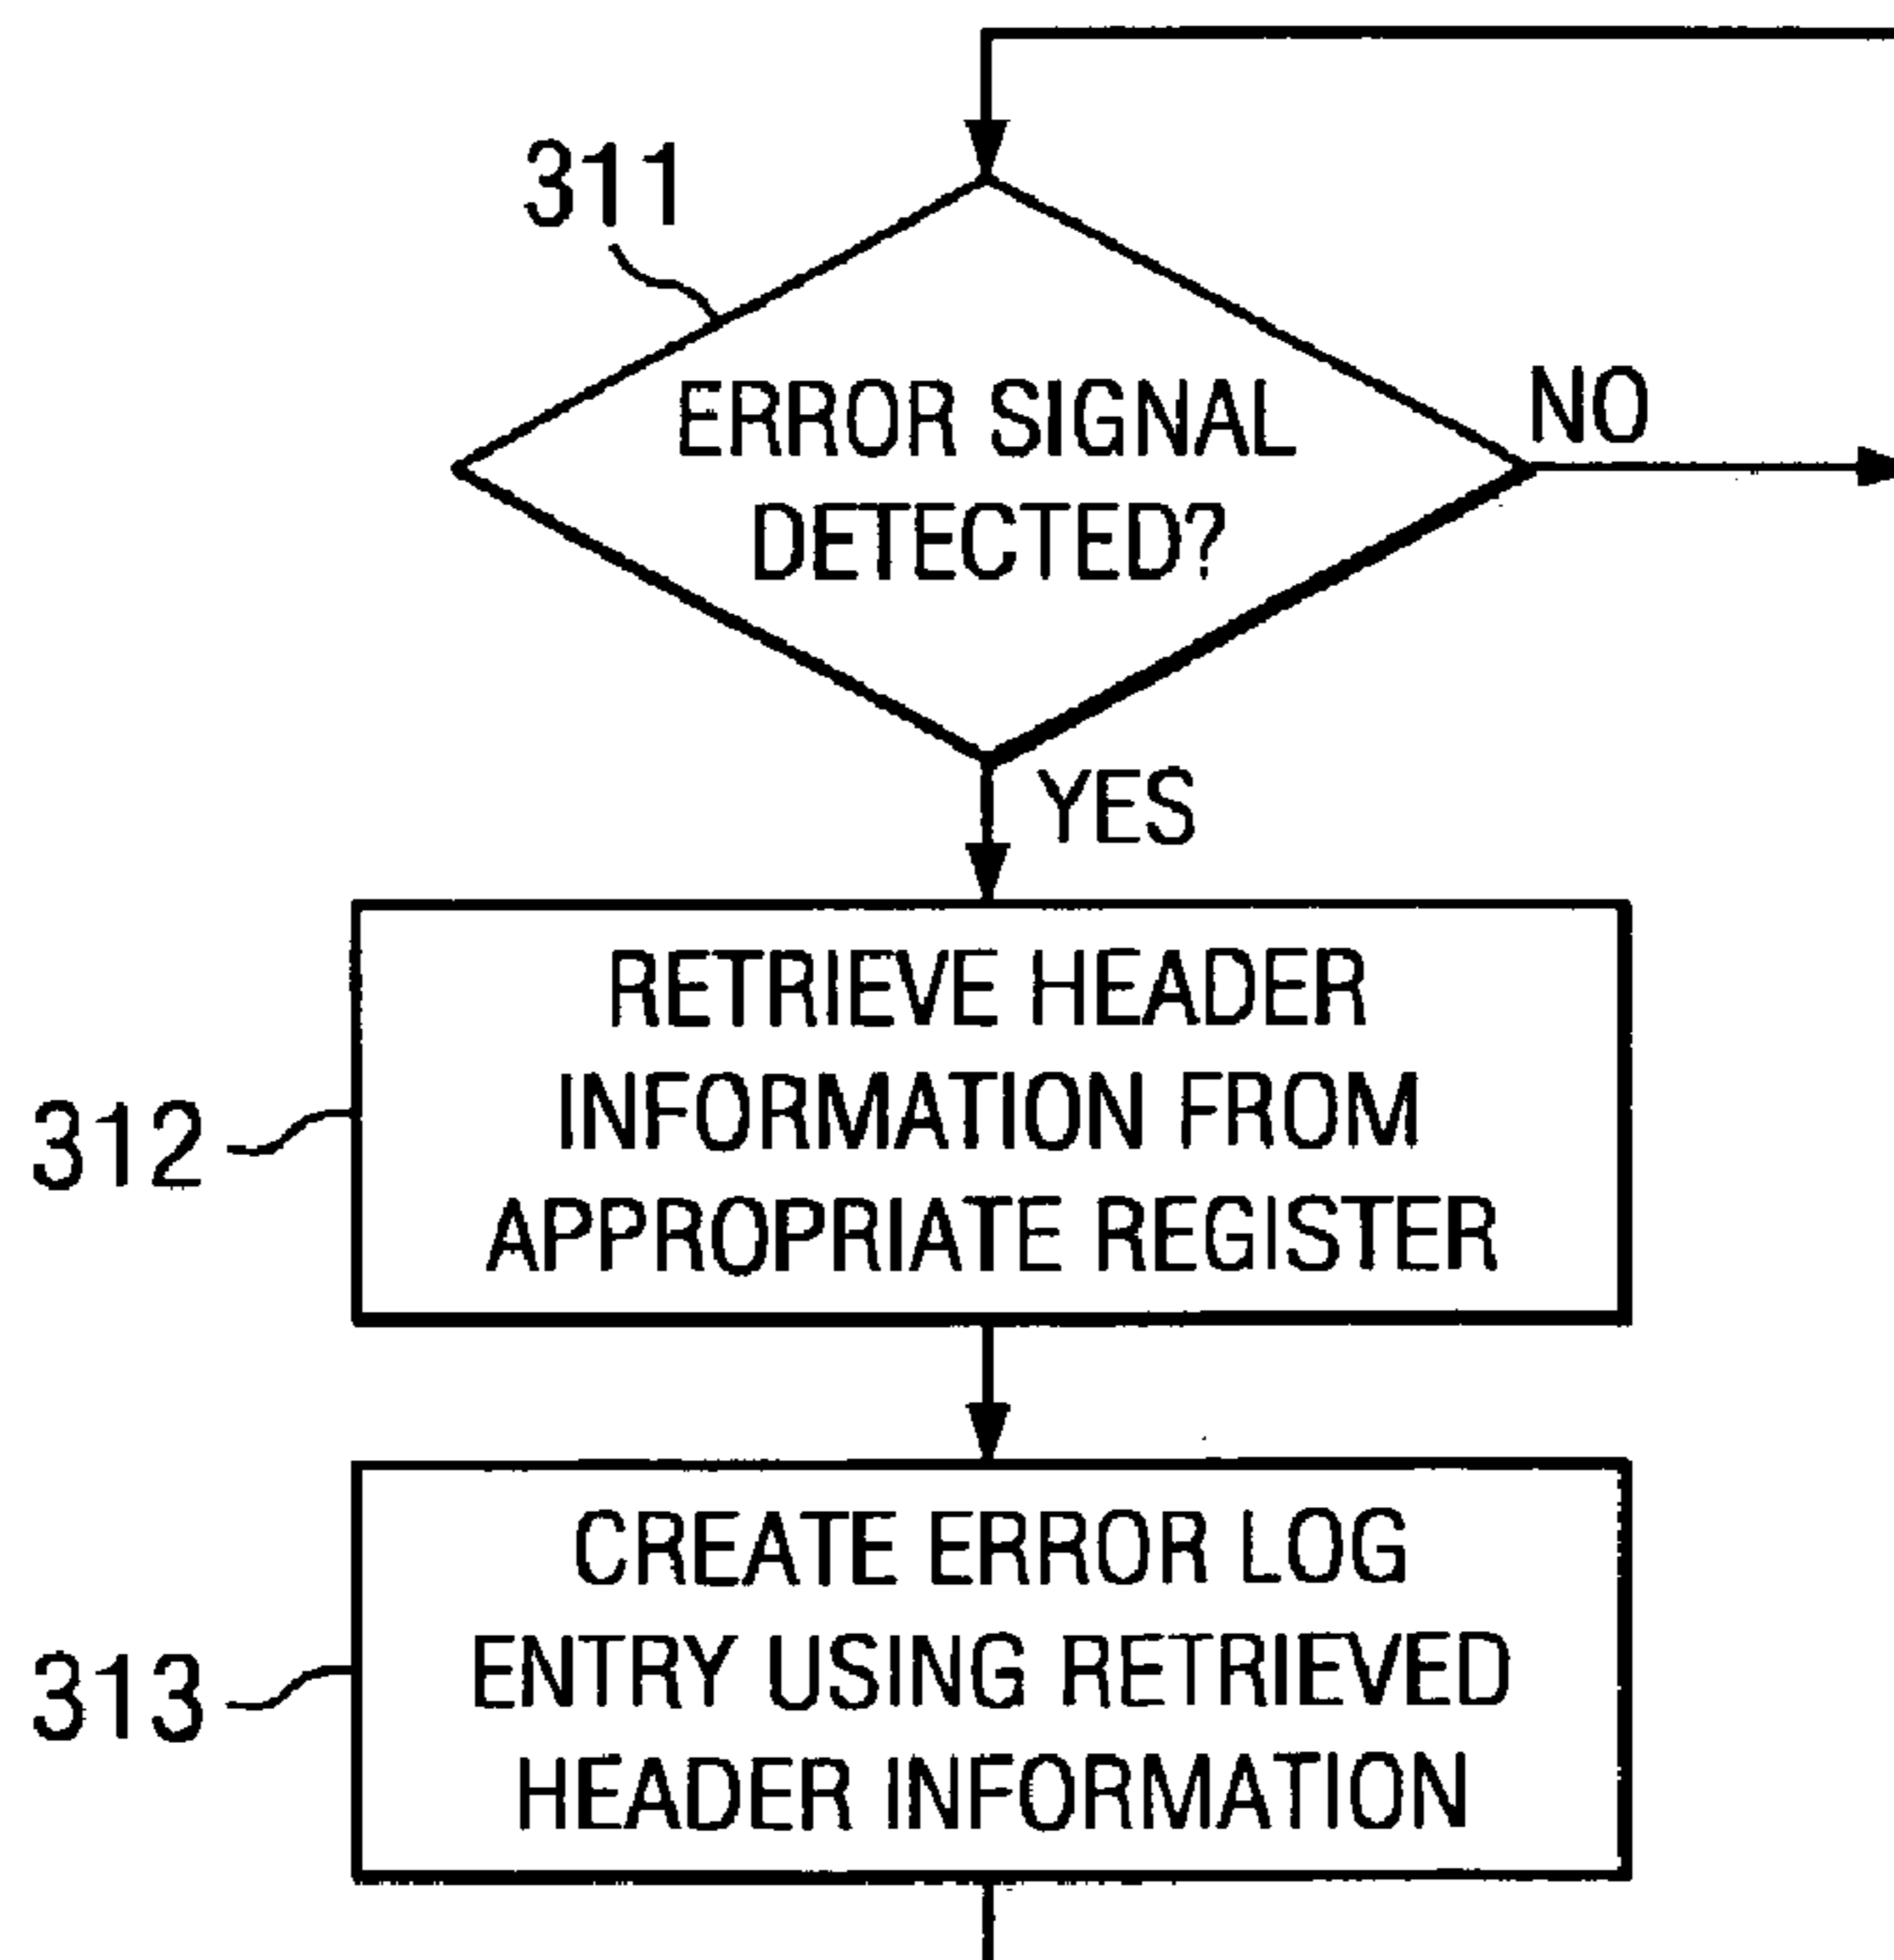 311
ERROR SIGNAL
DETECTED?
NO
YES
312
RETRIEVE HEADER
INFORMATION FROM
APPROPRIATE REGISTER
313
CREATE ERROR LOG
ENTRY USING RETRIEVED
HEADER INFORMATION